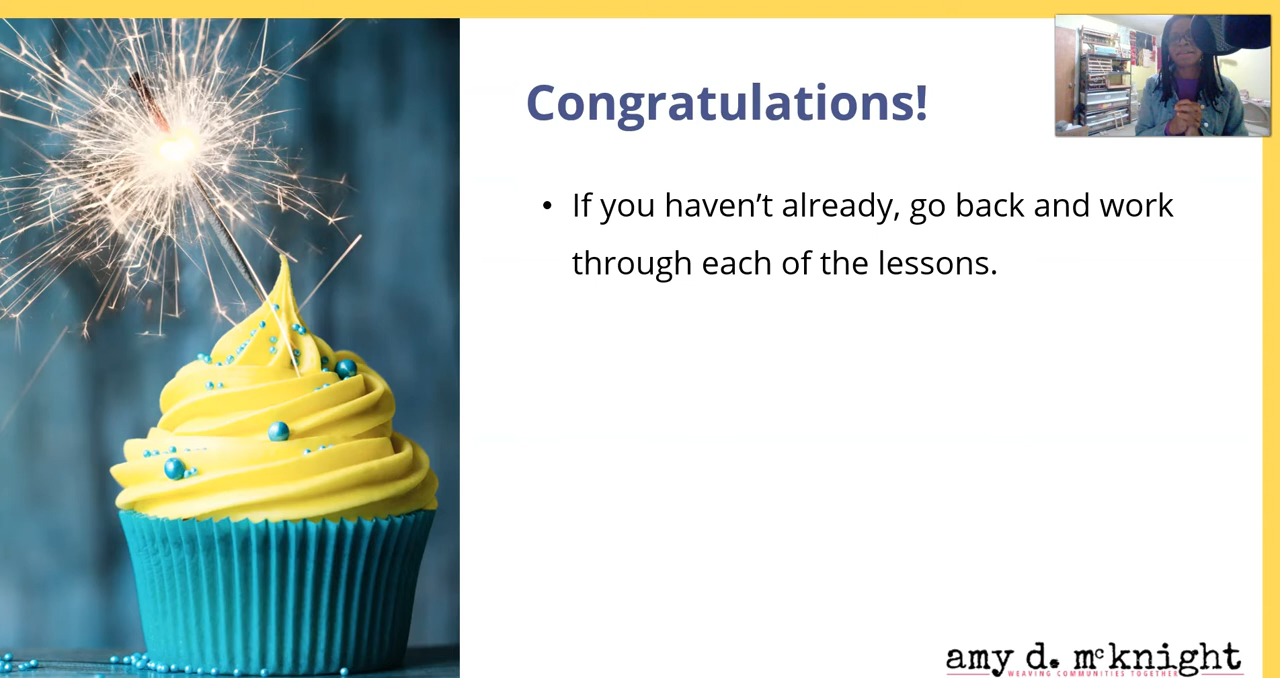 Congratulations!
• If you haven’t already, go back and work
through each of the lessons.
amy d. mcknight
WEAVING COMMUNITIES TOGETHER